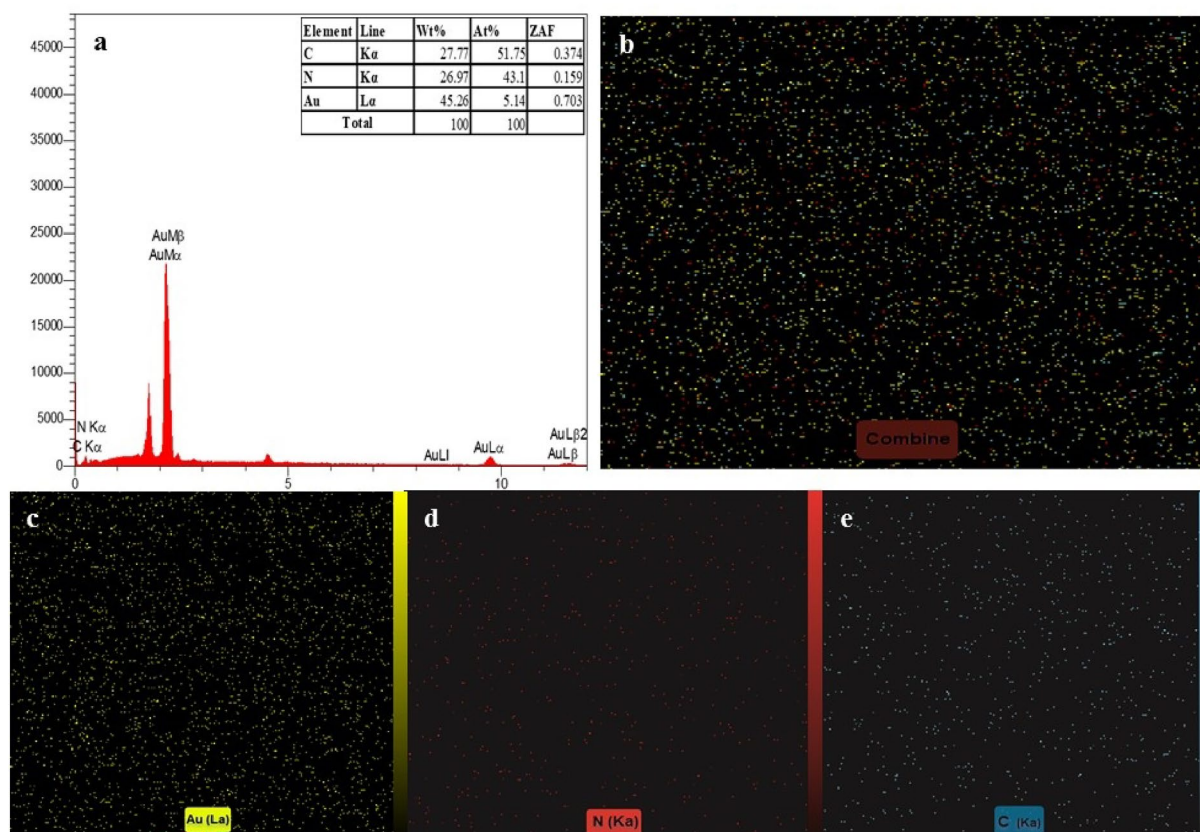 a
Element Line Wt% At% ZAF
C Kα 27.77 51.75 0.374
N Kα 26.97 43.1 0.159
Au Lα 45.26 5.14 0.703
Total 100 100
45000
40000
35000
30000
25000
20000
15000
10000
5000
0
AuMβ
AuMα
N Kα
C Kα
AuLl
AuLα
AuLβ2
AuLβ
0 5 10
b
Combine
c
Au (La)
d
N (Ka)
e
C (Ka)